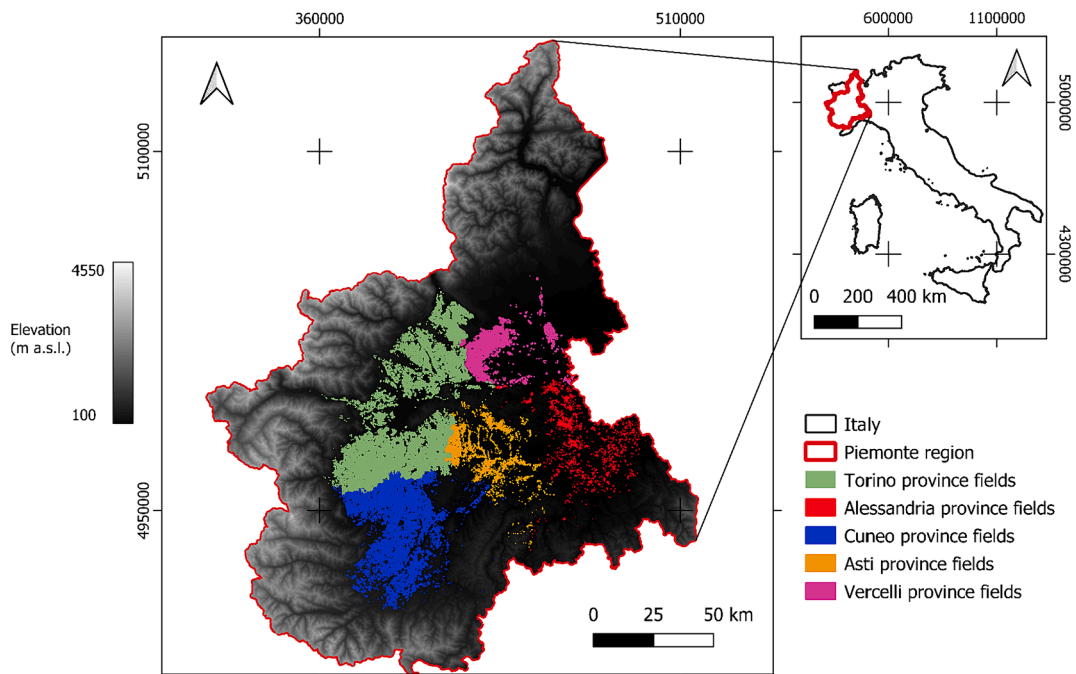 360000
510000
600000
1100000
5100000
4950000
5000000
4300000
4550
Elevation
(m a.s.l.)
100
0
200
400 km
0
25
50 km
Italy
Piemonte region
Torino province fields
Alessandria province fields
Cuneo province fields
Asti province fields
Vercelli province fields